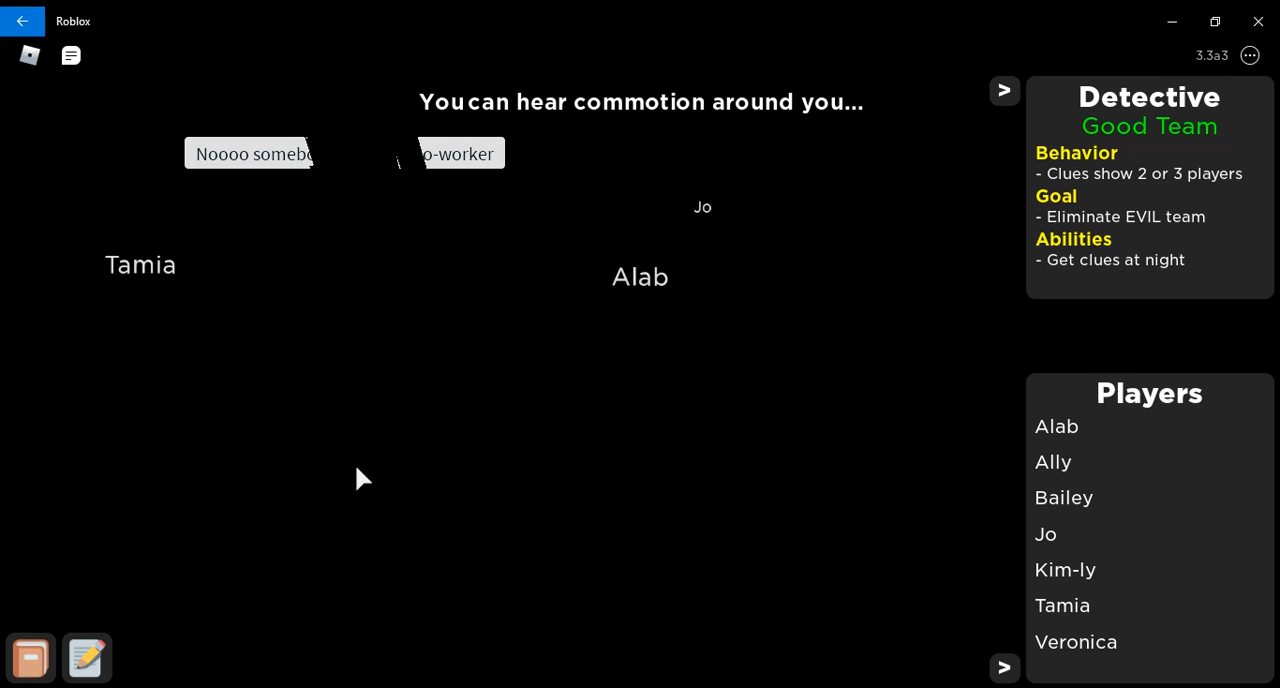 Roblox
3.3a3
You can hear commotion around you...
Noooo
o-worker
Jo
Tamia
Alab
>
Detective
Good Team
Behavior
- Clues show 2 or 3 players
Goal
- Eliminate EVIL team
Abilities
- Get clues at night
Players
Alab
Ally
Bailey
Jo
Kim-ly
Tamia
Veronica
>